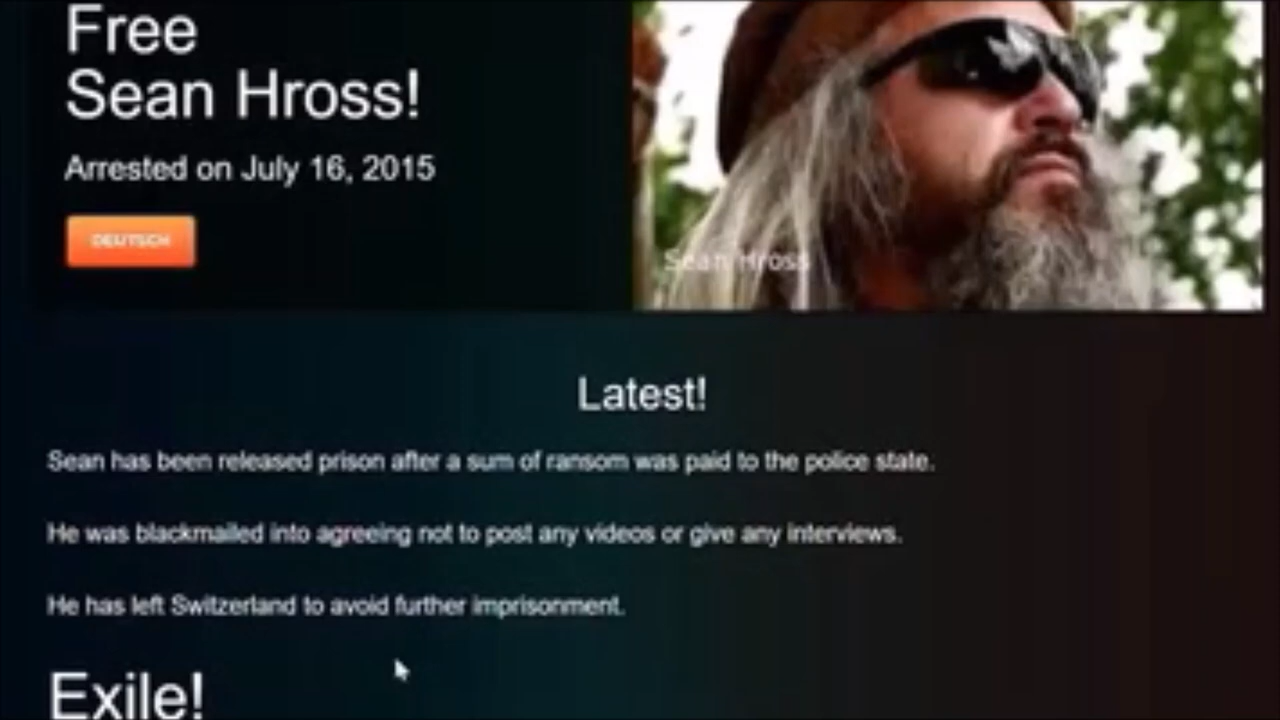 Free
Sean Hross!
Arrested on July 16, 2015
DEUTSCH
Sean Hross
Latest!
Sean has been released prison after a sum of ransom was paid to the police state.
He was blackmailed into agreeing not to post any videos or give any interviews.
He has left Switzerland to avoid further imprisonment.
Exile!